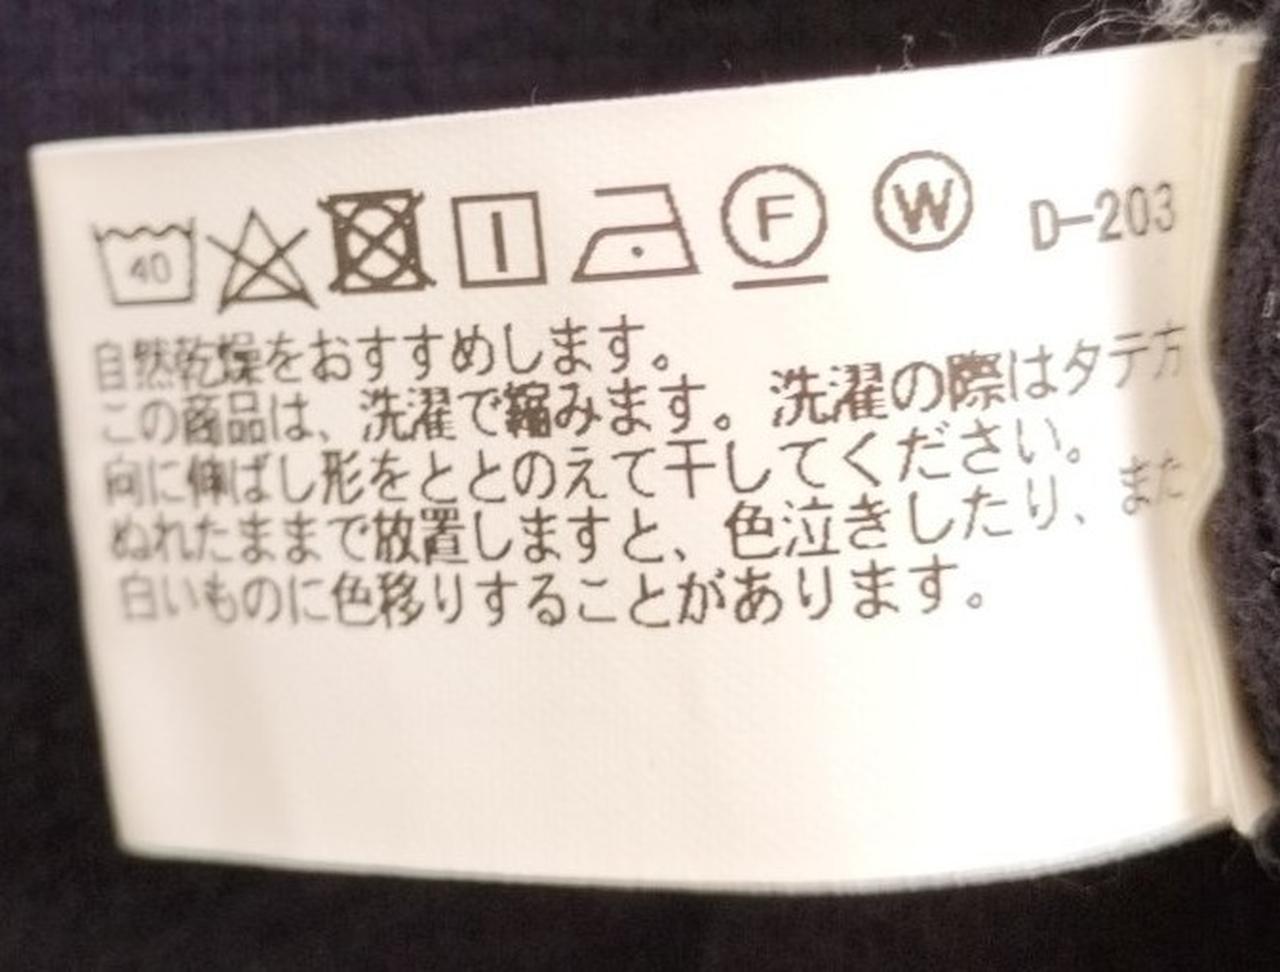 40 F W D-203
自然乾燥をおすすめします。
この商品は、洗濯で縮みます。洗濯の際はタテ方
向に伸ばし形をととのえて干してください。
ぬれたままで放置しますと、色泣きしたり、また
白いものに色移りすることがあります。